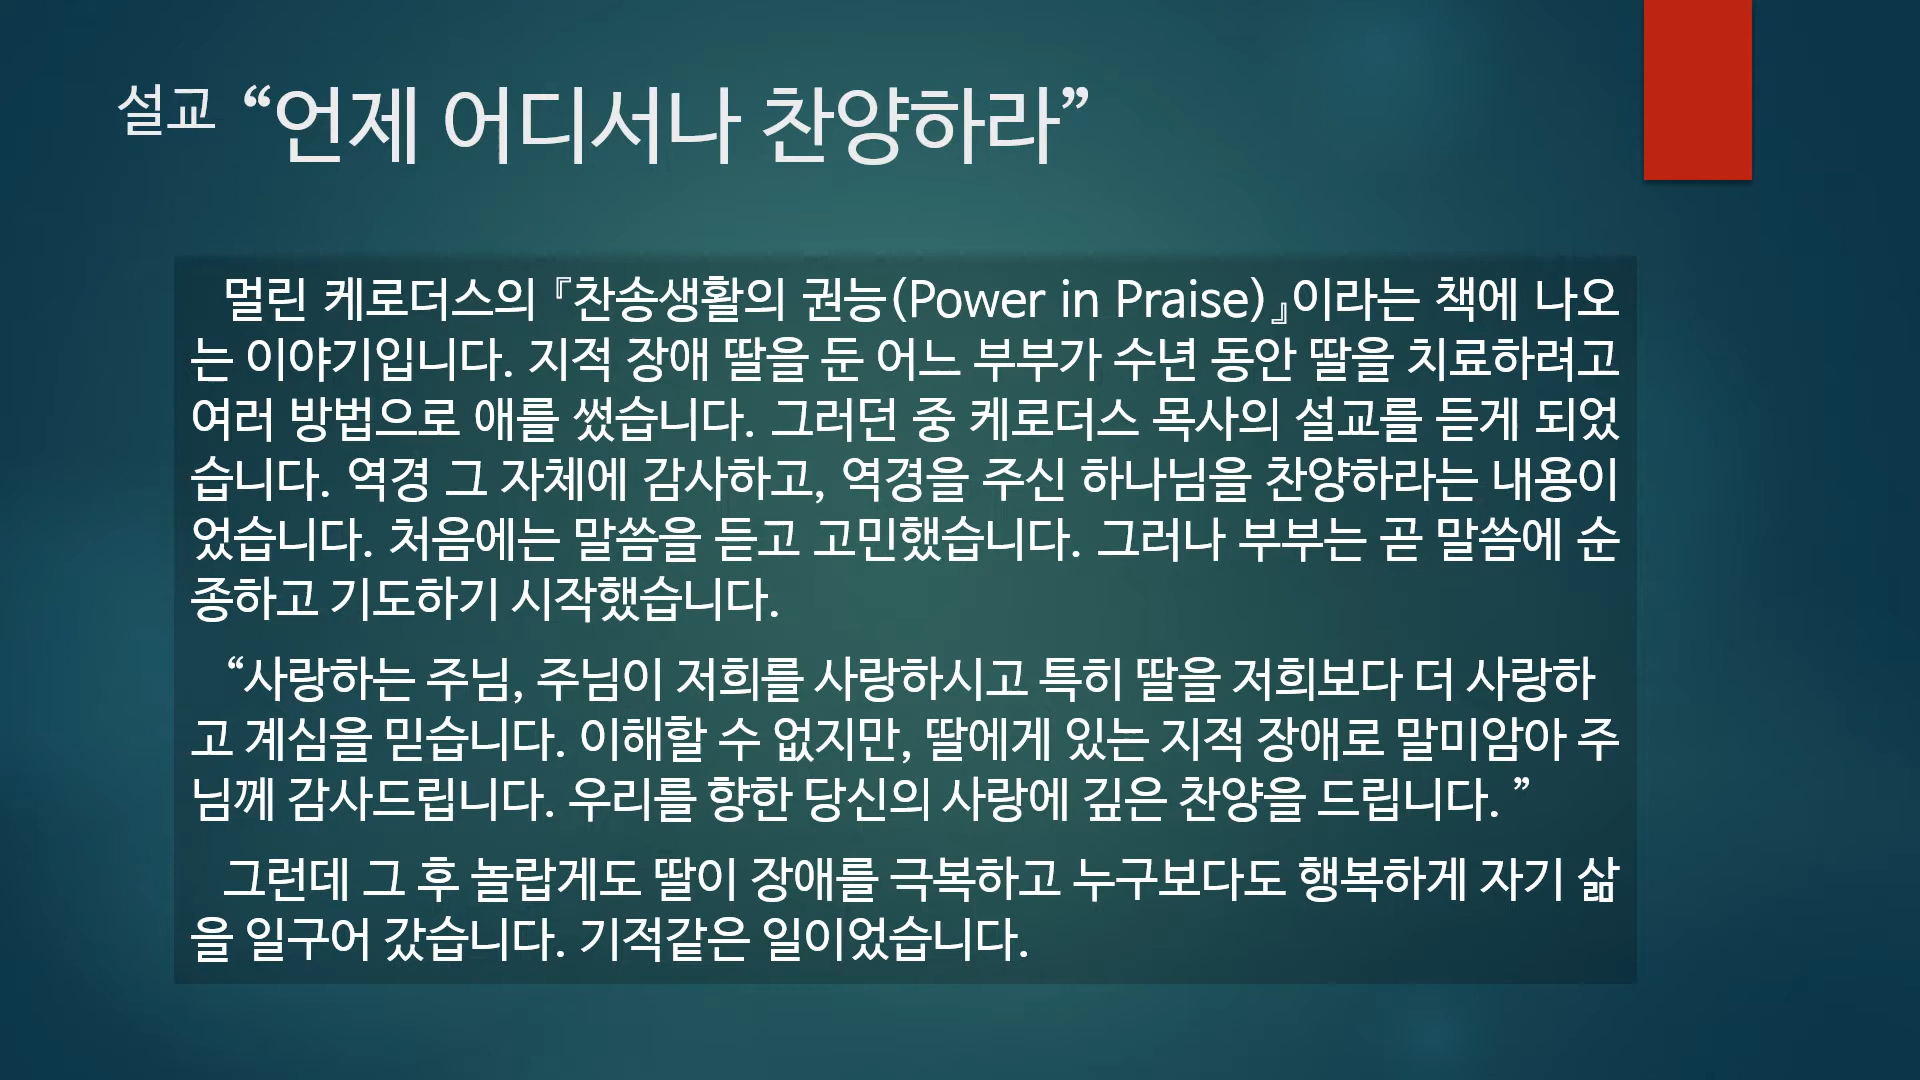 설교 “언제 어디서나 찬양하라”
멀린 케로더스의 『찬송생활의 권능(Power in Praise)』이라는 책에 나오
는 이야기입니다. 지적 장애 딸을 둔 어느 부부가 수년 동안 딸을 치료하려고
여러 방법으로 애를 썼습니다. 그러던 중 케로더스 목사의 설교를 듣게 되었
습니다. 역경 그 자체에 감사하고, 역경을 주신 하나님을 찬양하라는 내용이
었습니다. 처음에는 말씀을 듣고 고민했습니다. 그러나 부부는 곧 말씀에 순
종하고 기도하기 시작했습니다.
“사랑하는 주님, 주님이 저희를 사랑하시고 특히 딸을 저희보다 더 사랑하
고 계심을 믿습니다. 이해할 수 없지만, 딸에게 있는 지적 장애로 말미암아 주
님께 감사드립니다. 우리를 향한 당신의 사랑에 깊은 찬양을 드립니다. ”
그런데 그 후 놀랍게도 딸이 장애를 극복하고 누구보다도 행복하게 자기 삶
을 일구어 갔습니다. 기적같은 일이었습니다.